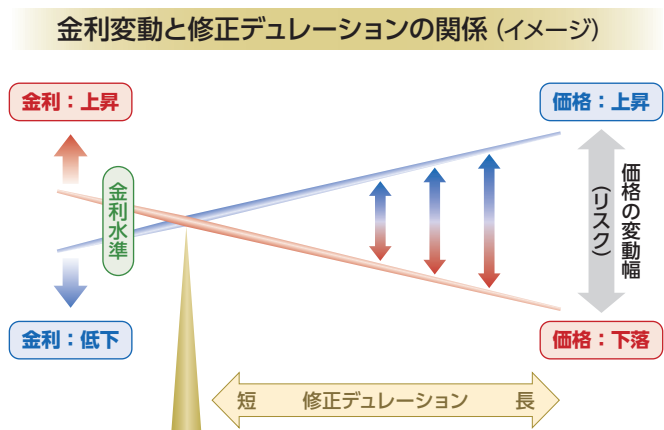 金利変動と修正デュレーションの関係（イメージ）
金利：上昇
価格：上昇
金利水準
価格の変動幅
（リスク）
金利：低下
価格：下落
短　修正デュレーション　長